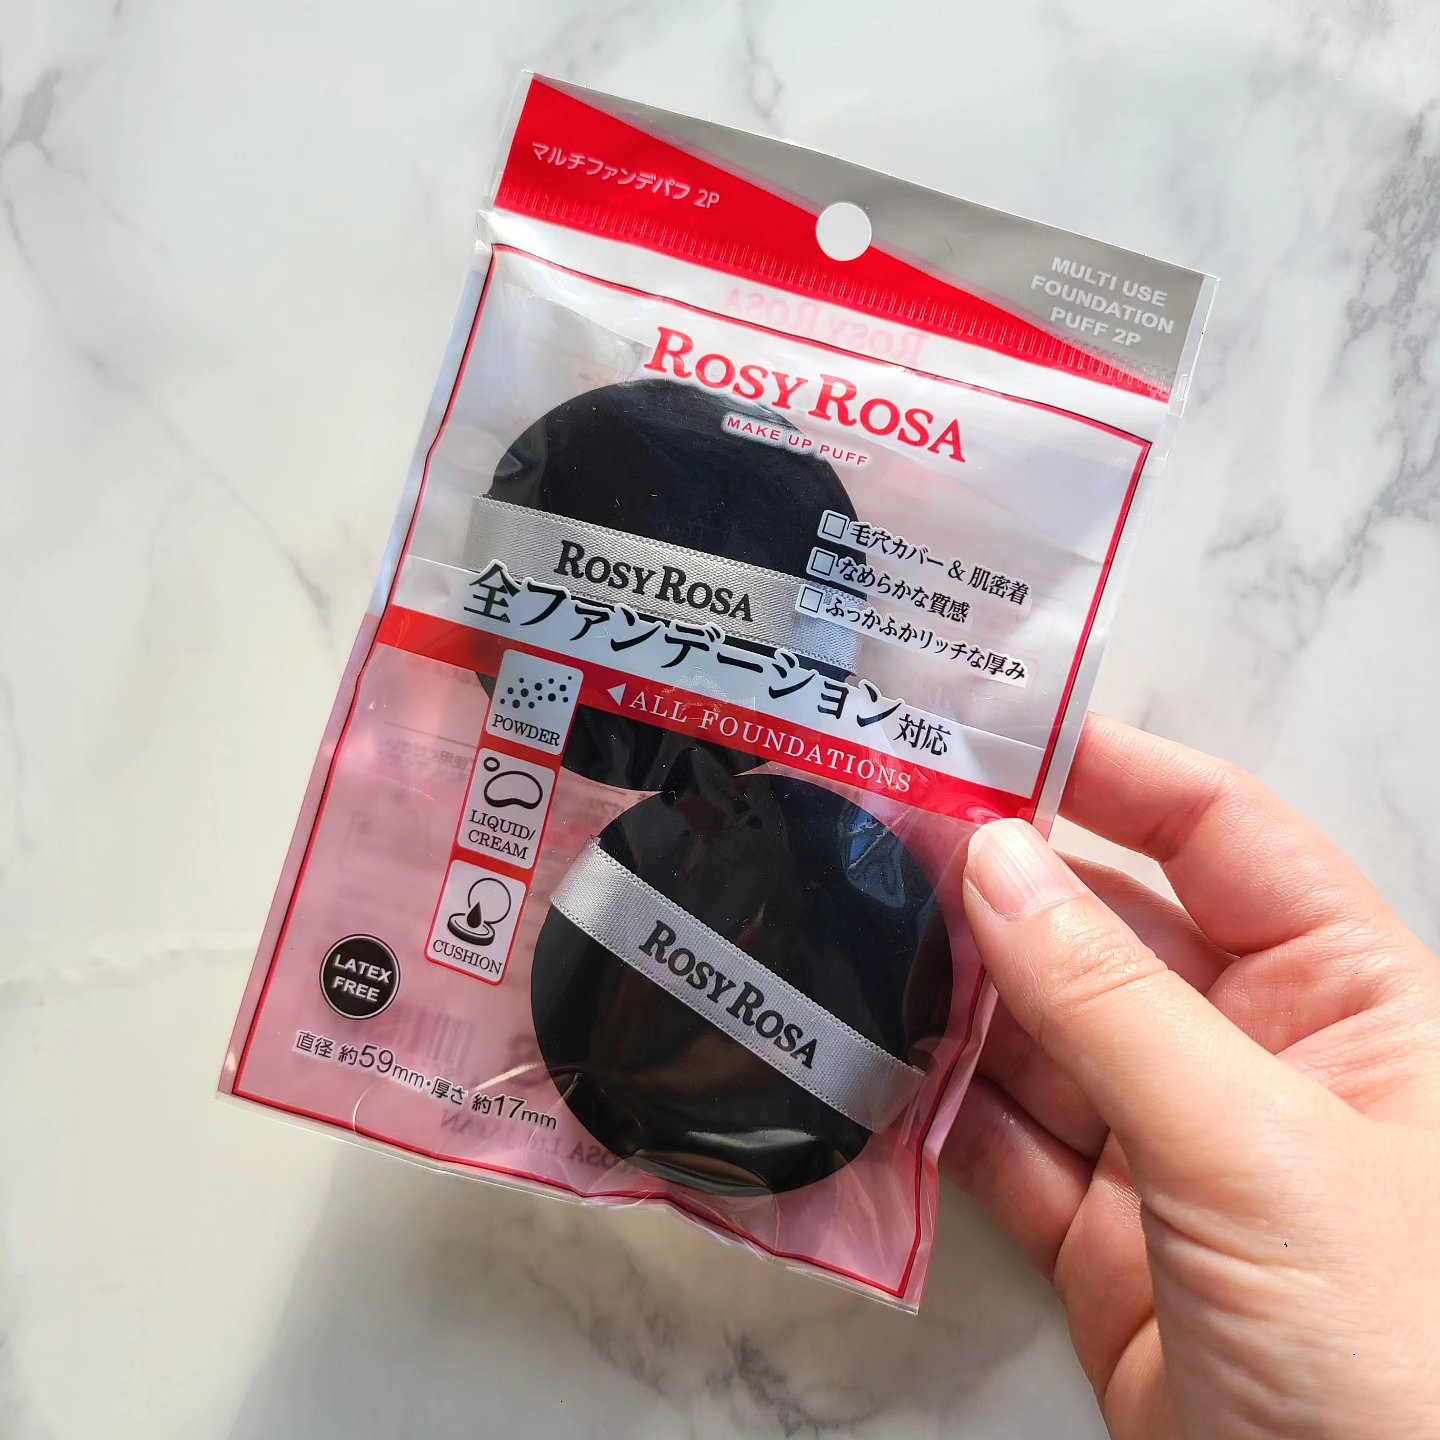 マルチファンデパフ 2P
MULTI USE
FOUNDATION
PUFF 2P
ROSY ROSA
MAKE UP PUFF
□毛穴カバー & 肌密着
□なめらかな質感
□ふっかふかリッチな厚み
ROSY ROSA
全ファンデーション対応
◀ALL FOUNDATIONS
POWDER
LIQUID/
CREAM
CUSHION
ROSY ROSA
LATEX
FREE
直径 約59mm・厚さ 約17mm